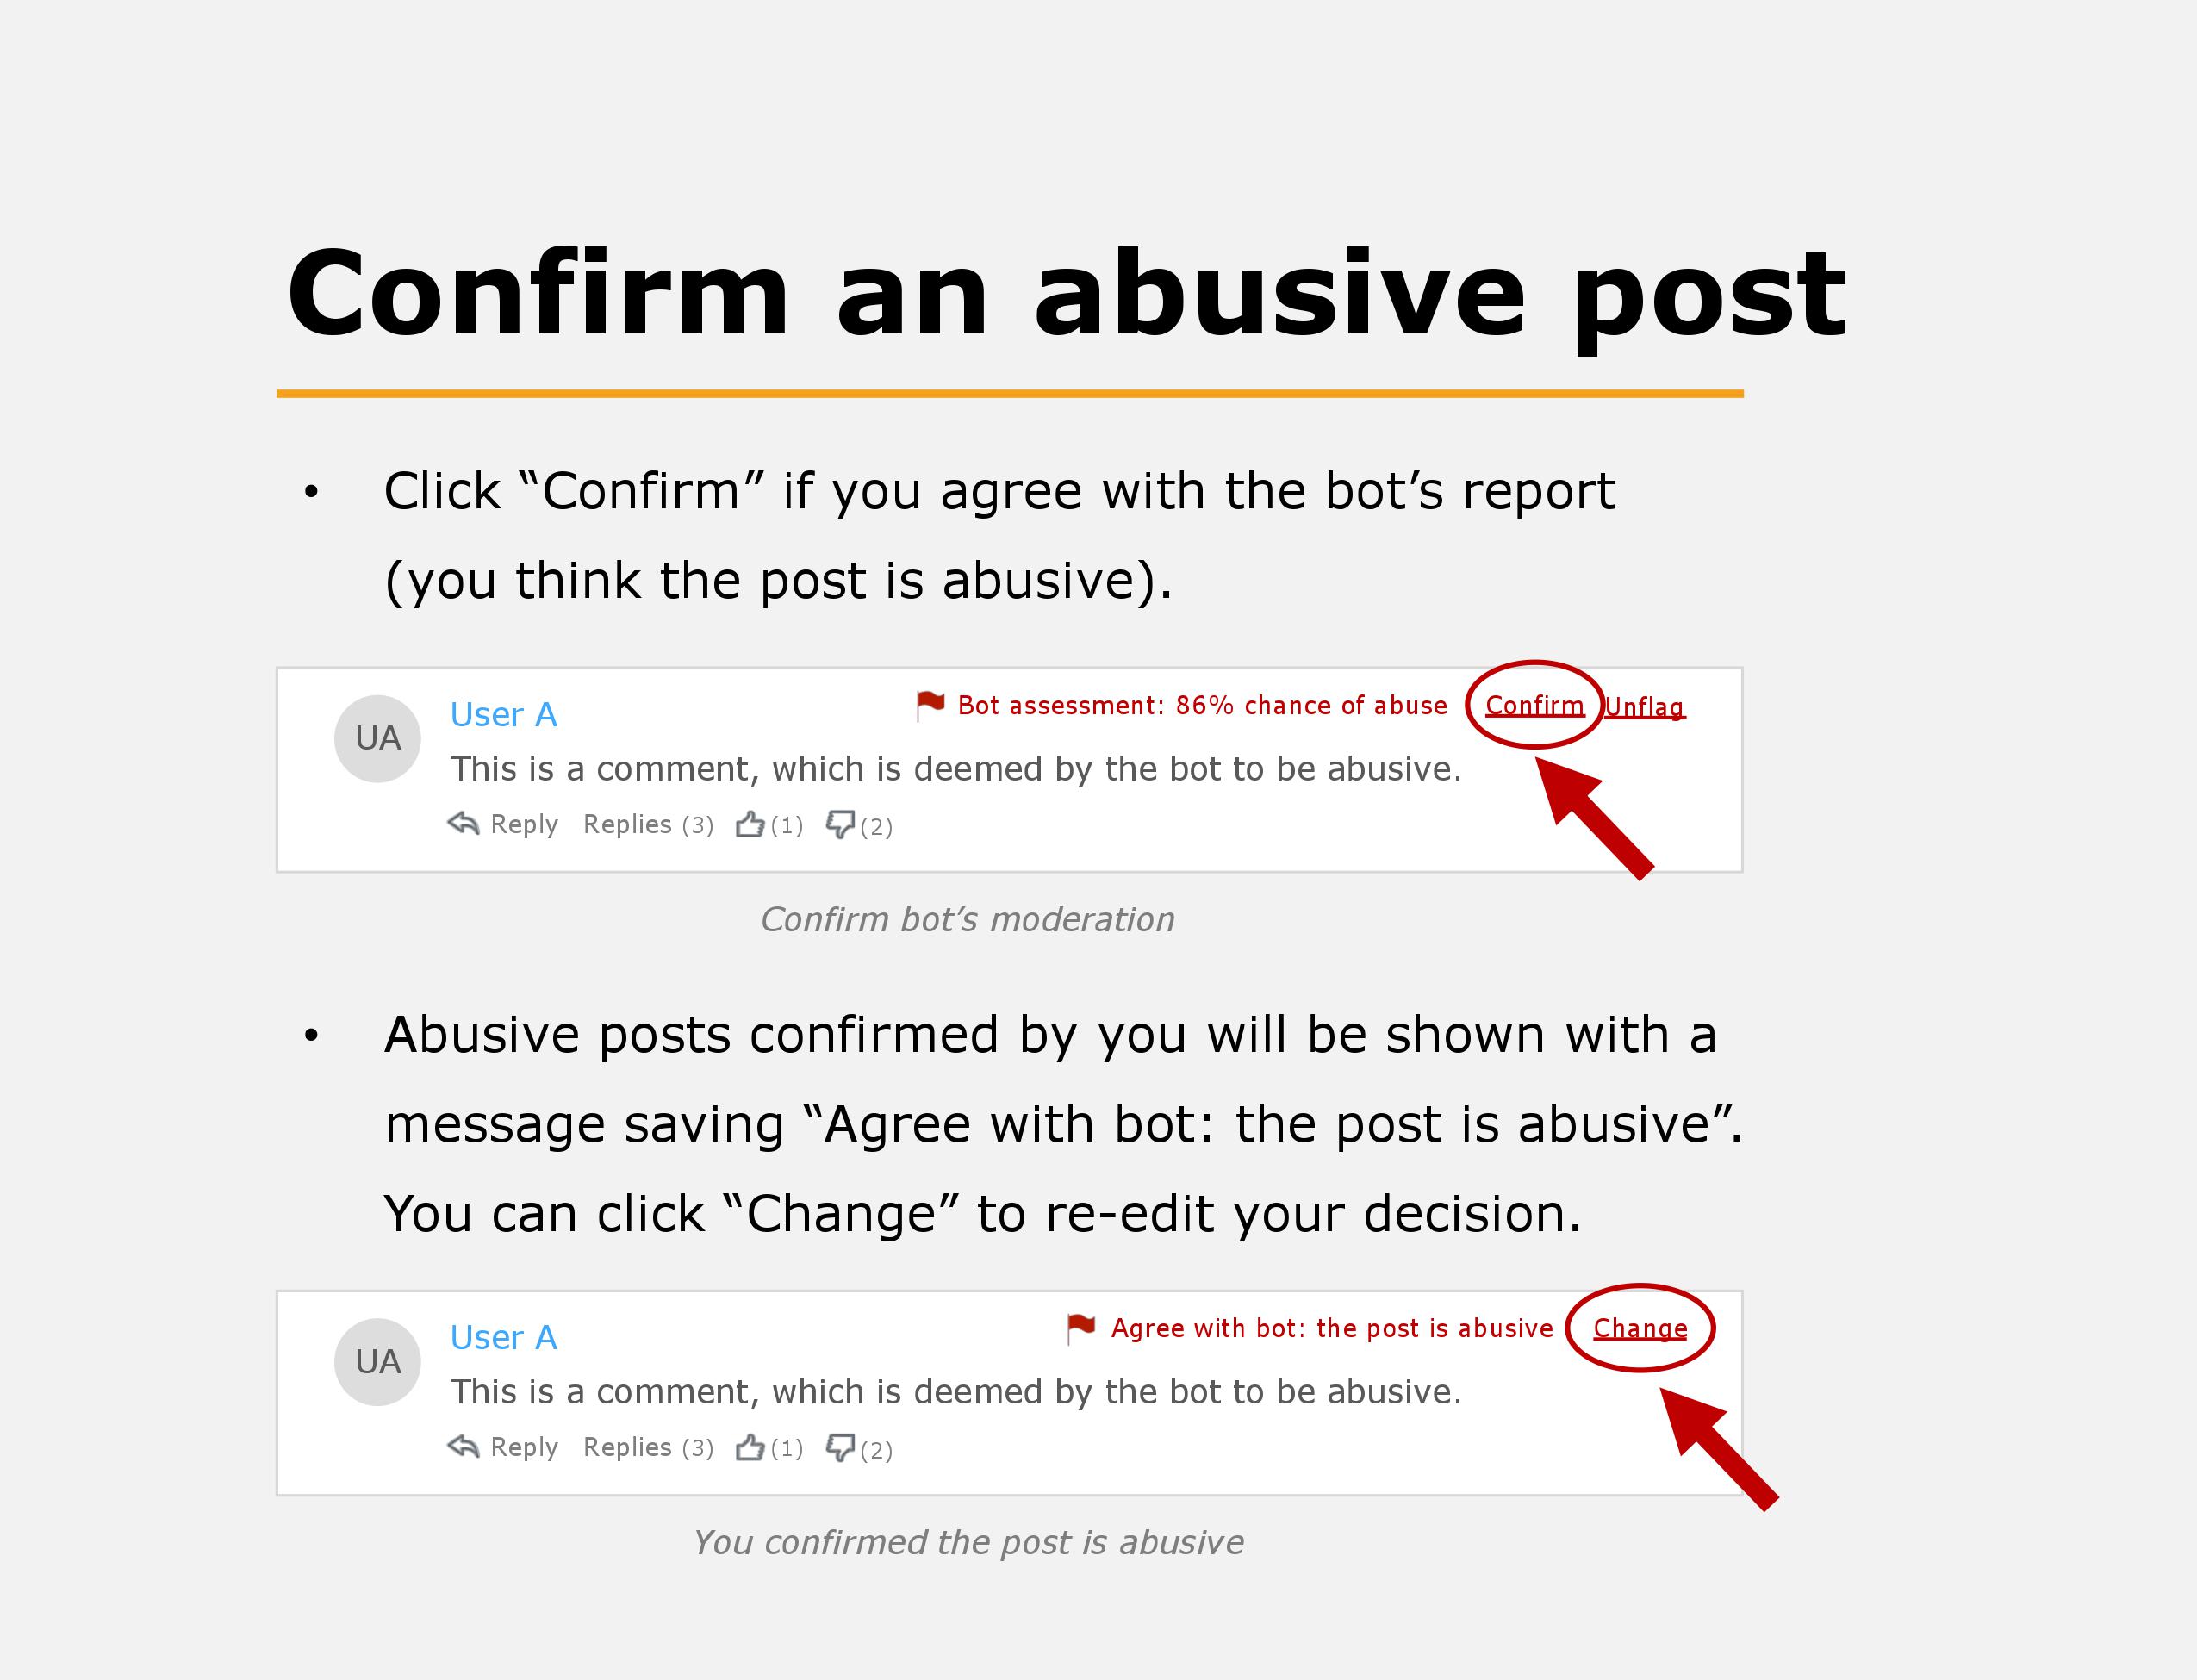 Confirm an abusive post
• Click “Confirm” if you agree with the bot’s report
(you think the post is abusive).
UA
User A
Bot assessment: 86% chance of abuse Confirm Unflag
This is a comment, which is deemed by the bot to be abusive.
Reply Replies (3) (1) (2)
Confirm bot’s moderation
• Abusive posts confirmed by you will be shown with a
message saving “Agree with bot: the post is abusive”.
You can click “Change” to re-edit your decision.
UA
User A
Agree with bot: the post is abusive Change
This is a comment, which is deemed by the bot to be abusive.
Reply Replies (3) (1) (2)
You confirmed the post is abusive